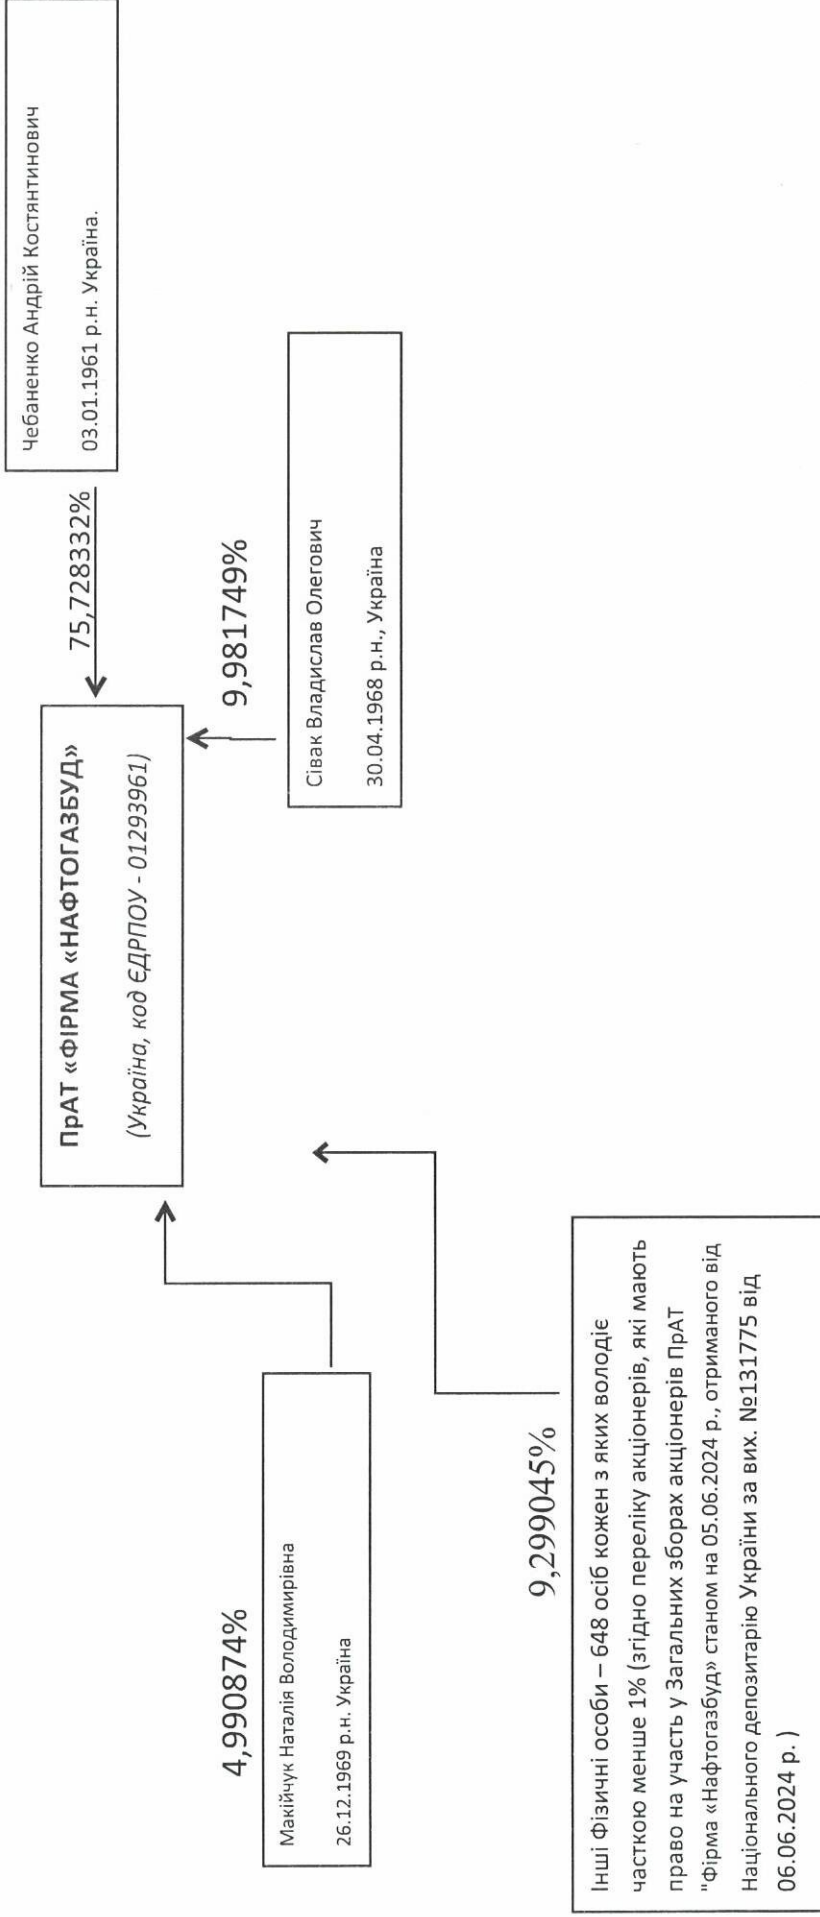 Чебаненко Андрій Костянтинович
03.01.1961 р.н. Україна.
75,728332%
ПрАТ «ФІРМА «НАФТОГАЗБУД»
(Україна, код ЄДРПОУ - 01293961)
9,981749%
Сівак Владислав Олегович
30.04.1968 р.н., Україна
4,990874%
Макійчук Наталія Володимирівна
26.12.1969 р.н. Україна
9,299045%
Інші Фізичні особи – 648 осіб кожен з яких володіє
часткою менше 1% (згідно переліку акціонерів, які мають
право на участь у Загальних зборах акціонерів ПрАТ
"Фірма «Нафтогазбуд» станом на 05.06.2024 р., отриманого від
Національного депозитарію України за вих. №131775 від
06.06.2024 р. )